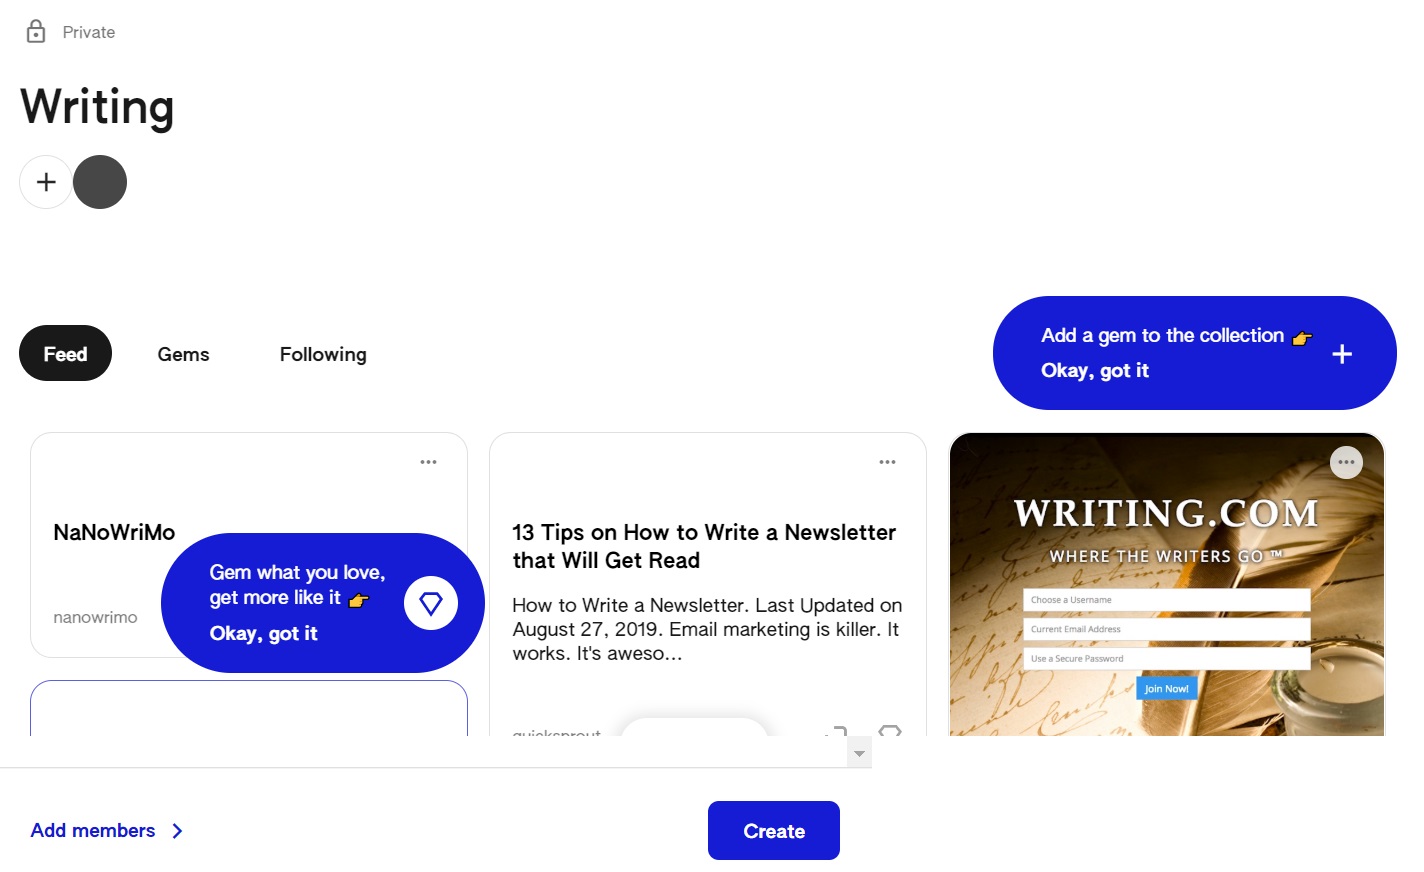 Private
Writing
Feed
Gems
Following
Add a gem to the collection 👉
Okay, got it
NaNoWriMo
nanowrimo
Gem what you love,
get more like it 👉
Okay, got it
13 Tips on How to Write a Newsletter
that Will Get Read
How to Write a Newsletter. Last Updated on
August 27, 2019. Email marketing is killer. It
works. It's aweso...
quicksprout
WRITING.COM
WHERE THE WRITERS GO ™
Choose a Username
Current Email Address
Use a Secure Password
Join Now!
Add members
Create